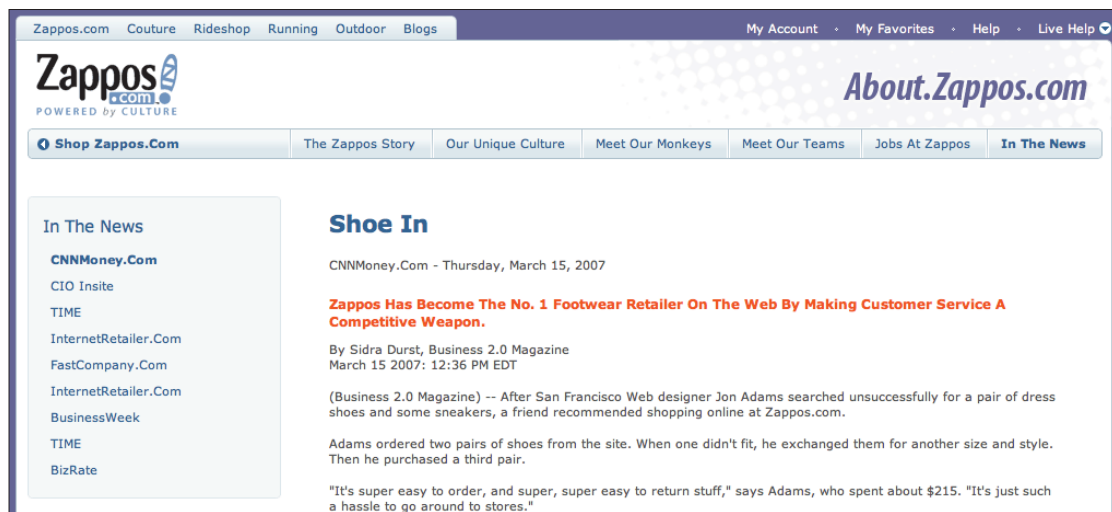 Zappos.com Couture Rideshop Running Outdoor Blogs
My Account • My Favorites • Help • Live Help
Zappos
.com
POWERED by CULTURE
About.Zappos.com
Shop Zappos.Com
The Zappos Story
Our Unique Culture
Meet Our Monkeys
Meet Our Teams
Jobs At Zappos
In The News
In The News
CNNMoney.Com
CIO Insite
TIME
InternetRetailer.Com
FastCompany.Com
InternetRetailer.Com
BusinessWeek
TIME
BizRate
Shoe In
CNNMoney.Com - Thursday, March 15, 2007
Zappos Has Become The No. 1 Footwear Retailer On The Web By Making Customer Service A
Competitive Weapon.
By Sidra Durst, Business 2.0 Magazine
March 15 2007: 12:36 PM EDT
(Business 2.0 Magazine) -- After San Francisco Web designer Jon Adams searched unsuccessfully for a pair of dress
shoes and some sneakers, a friend recommended shopping online at Zappos.com.
Adams ordered two pairs of shoes from the site. When one didn't fit, he exchanged them for another size and style.
Then he purchased a third pair.
"It's super easy to order, and super, super easy to return stuff," says Adams, who spent about $215. "It's just such
a hassle to go around to stores."